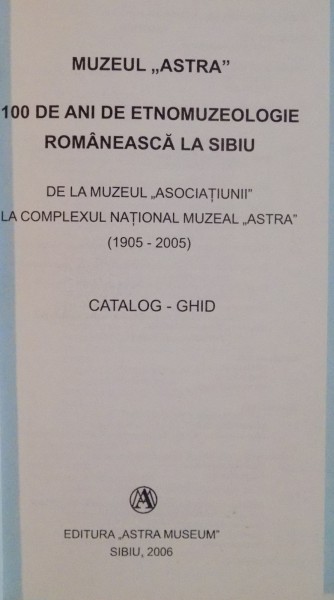 MUZEUL „ASTRA”
100 DE ANI DE ETNOMUZEOLOGIE
ROMÂNEASCĂ LA SIBIU
DE LA MUZEUL „ASOCIAȚIUNII”
LA COMPLEXUL NAȚIONAL MUZEAL „ASTRA”
(1905 - 2005)
CATALOG - GHID
EDITURA „ASTRA MUSEUM”
SIBIU, 2006